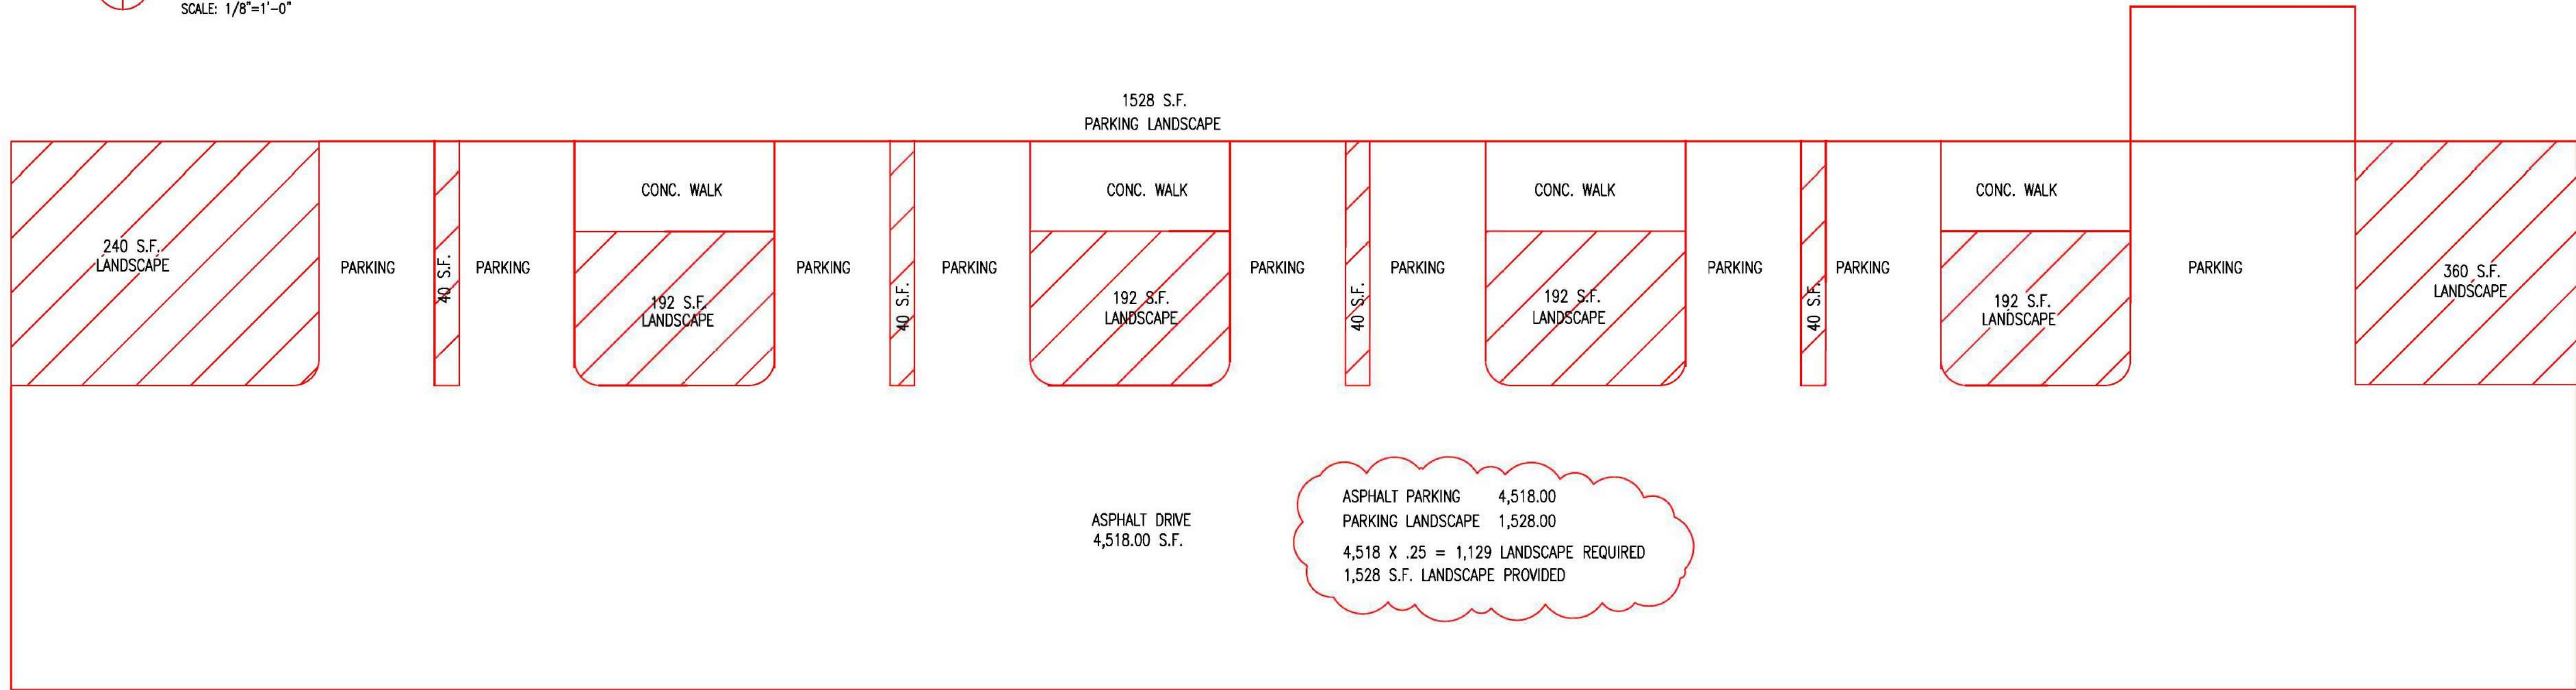 SCALE: 1/8"=1'-0"
1528 S.F.
PARKING LANDSCAPE
CONC. WALK
CONC. WALK
CONC. WALK
CONC. WALK
240 S.F.
LANDSCAPE
PARKING
40 S.F.
PARKING
192 S.F.
LANDSCAPE
PARKING
40 S.F.
PARKING
192 S.F.
LANDSCAPE
PARKING
40 S.F.
PARKING
192 S.F.
LANDSCAPE
PARKING
40 S.F.
PARKING
192 S.F.
LANDSCAPE
PARKING
360 S.F.
LANDSCAPE
ASPHALT DRIVE
4,518.00 S.F.
ASPHALT PARKING 4,518.00
PARKING LANDSCAPE 1,528.00
4,518 X .25 = 1,129 LANDSCAPE REQUIRED
1,528 S.F. LANDSCAPE PROVIDED